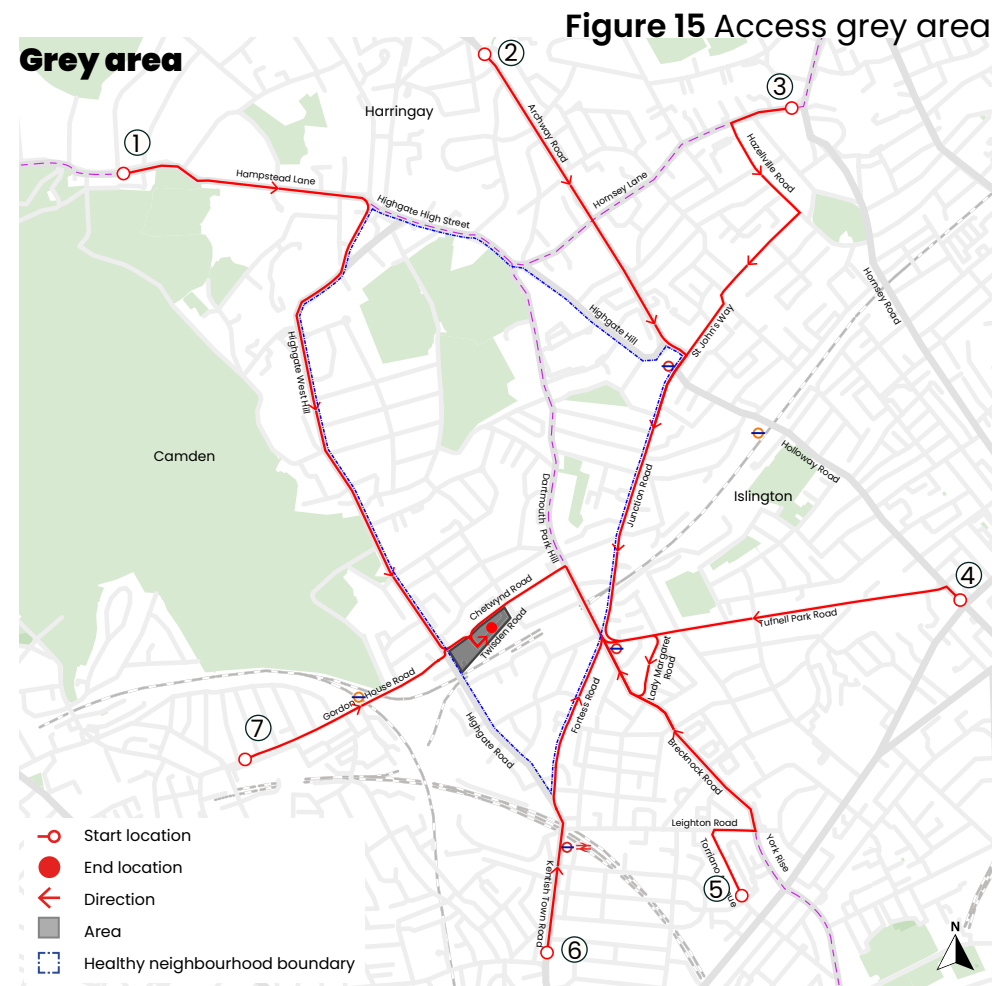 Figure 15 Access grey area
Grey area
2
3
1
Harringay
Archway Road
Hazellville Road
Hampstead Lane
Hornsey Lane
Highgate High Street
Hornsey Road
Highgate Hill
St John's Way
Highgate West Hill
Camden
Holloway Road
Islington
Junction Road
Dartmouth Park Hill
4
Chetwynd Road
Tufnell Park Road
Twisden Road
Lady Margaret
Road
Gordon House Road
Fortess Road
7
Highgate Road
Brecknock Road
Leighton Road
York Rise
Torriano
5
Kentish Town Road
6
Start location
End location
Direction
Area
Healthy neighbourhood boundary
N